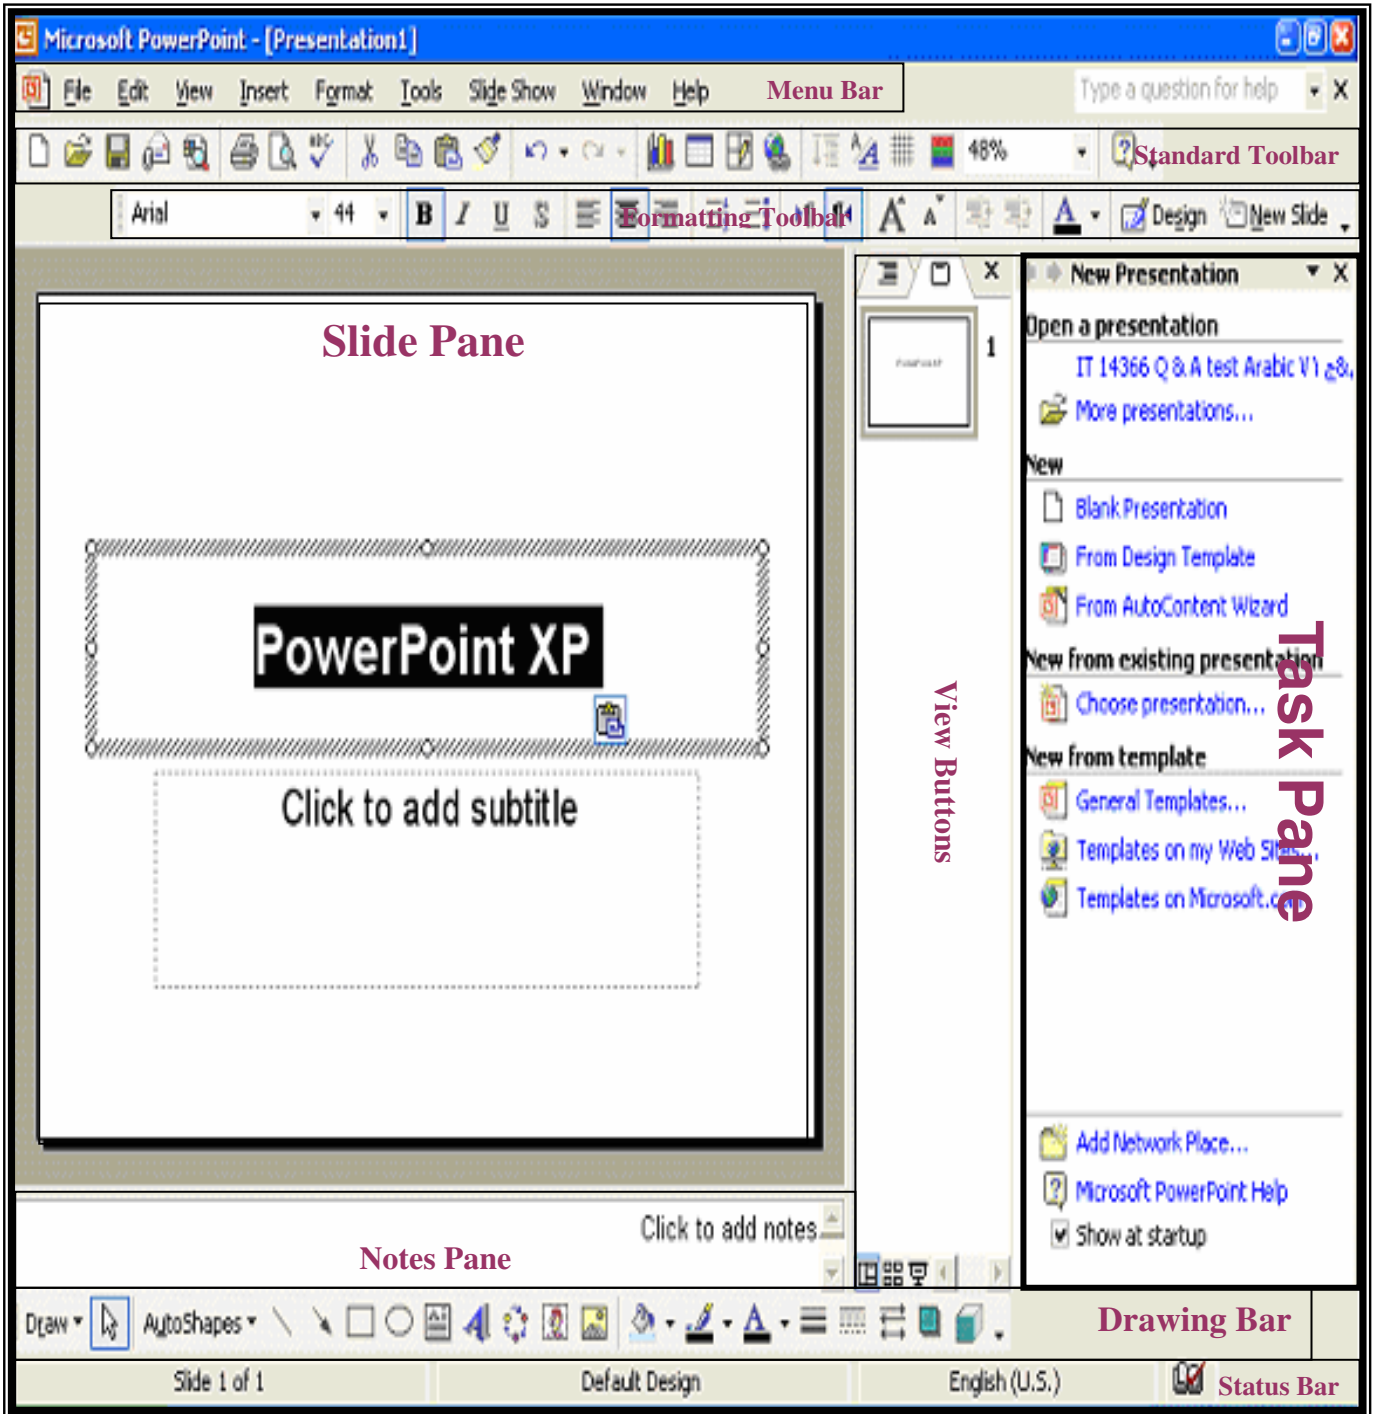 Microsoft PowerPoint - [Presentation1]
File Edit View Insert Format Tools Slide Show Window Help Menu Bar Type a question for help
48% Standard Toolbar
Arial 44 B I U S Formatting Toolbar A A A Design New Slide
New Presentation
Slide Pane
1
Open a presentation
IT 14366 Q & A test Arabic V1
More presentations...
New
Blank Presentation
From Design Template
From AutoContent Wizard
PowerPoint XP
New from existing presentation
Choose presentation...
New from template
Click to add subtitle
General Templates...
Templates on my Web Sites...
Templates on Microsoft.com
View Buttons
Task Pane
Add Network Place...
Microsoft PowerPoint Help
Show at startup
Click to add notes
Notes Pane
Draw AutoShapes Drawing Bar
Slide 1 of 1 Default Design English (U.S.) Status Bar